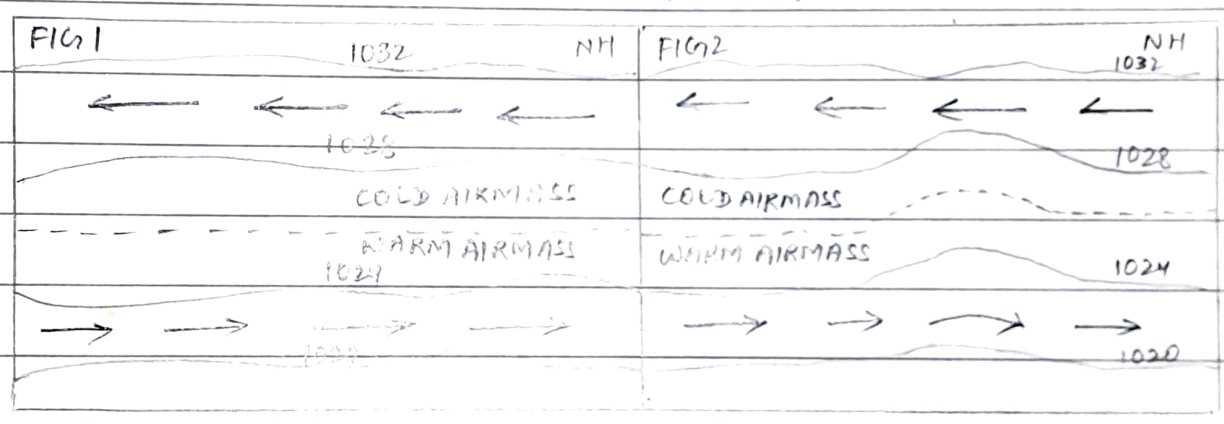 FIG 1
1032
NH
1028
COLD AIRMASS
WARM AIRMASS
1024
1020
FIG 2
NH
1032
1028
COLD AIRMASS
WARM AIRMASS
1024
1020